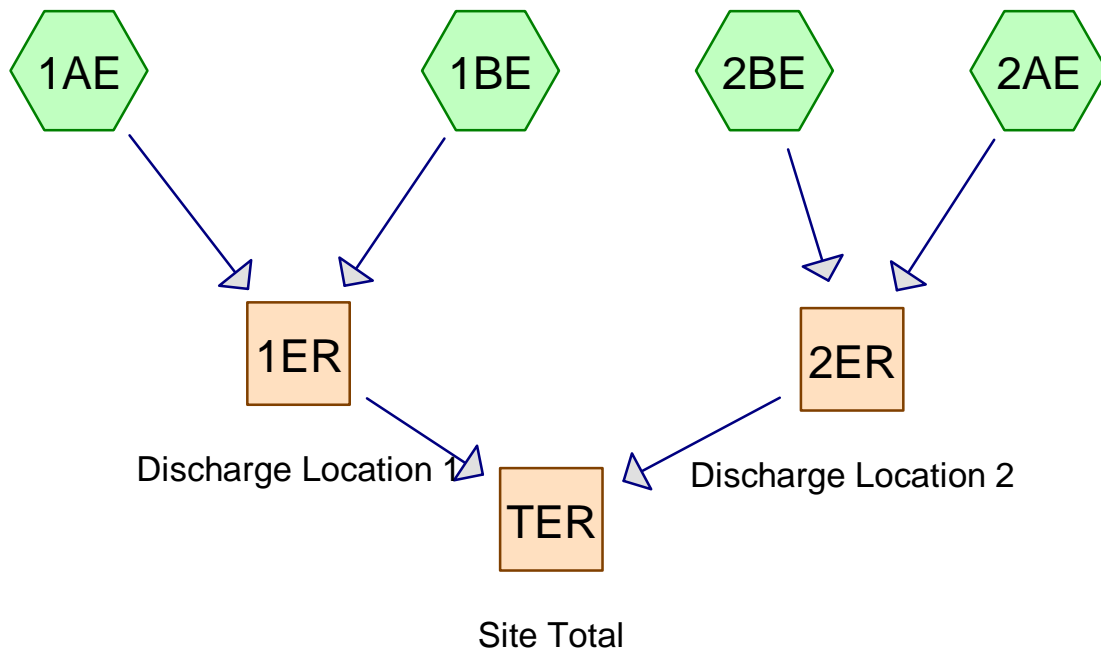 1AE
1BE
2BE
2AE
1ER
2ER
Discharge Location 1
Discharge Location 2
TER
Site Total